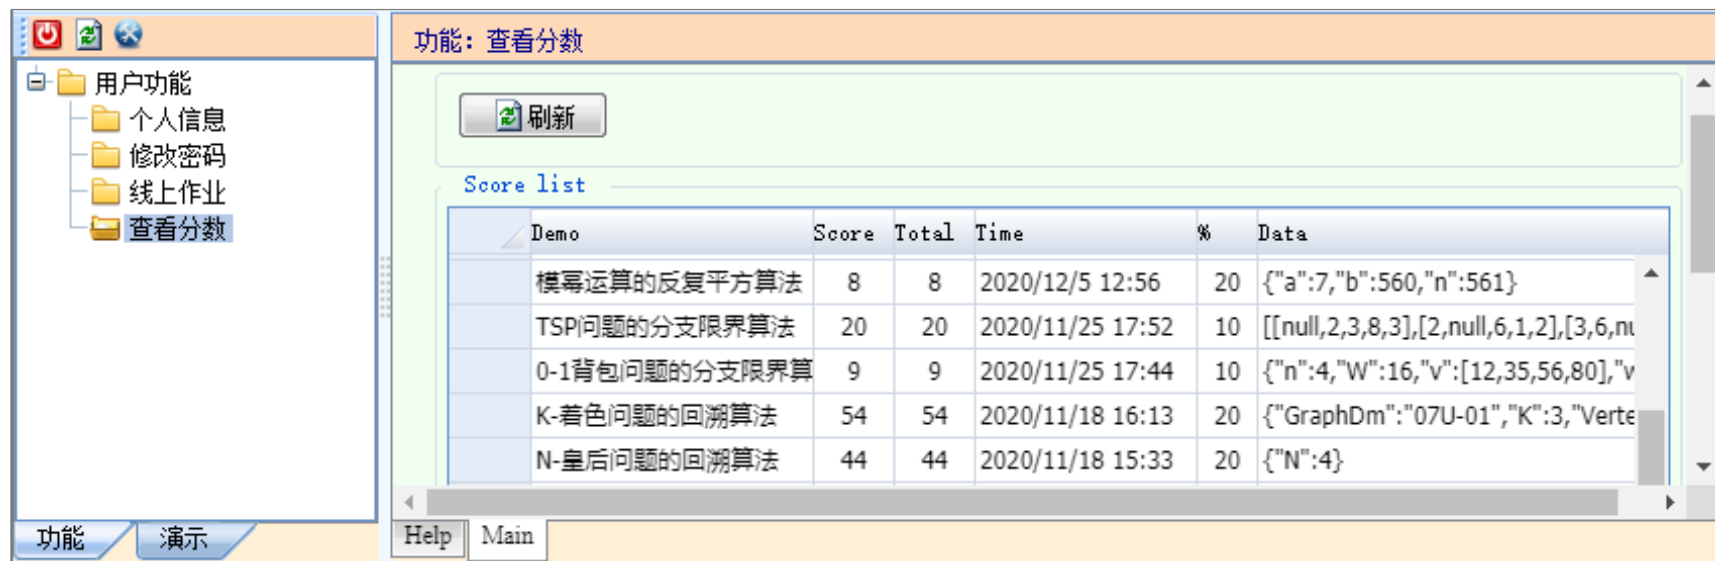 功能：查看分数
用户功能
个人信息
修改密码
线上作业
查看分数
刷新
Score list
Demo Score Total Time % Data
模幂运算的反复平方算法 8 8 2020/12/5 12:56 20 {"a":7,"b":560,"n":561}
TSP问题的分支限界算法 20 20 2020/11/25 17:52 10 [[null,2,3,8,3],[2,null,6,1,2],[3,6,nu
0-1背包问题的分支限界算 9 9 2020/11/25 17:44 10 {"n":4,"W":16,"v":[12,35,56,80],"w
K-着色问题的回溯算法 54 54 2020/11/18 16:13 20 {"GraphDm":"07U-01","K":3,"Verte
N-皇后问题的回溯算法 44 44 2020/11/18 15:33 20 {"N":4}
功能 演示
Help Main